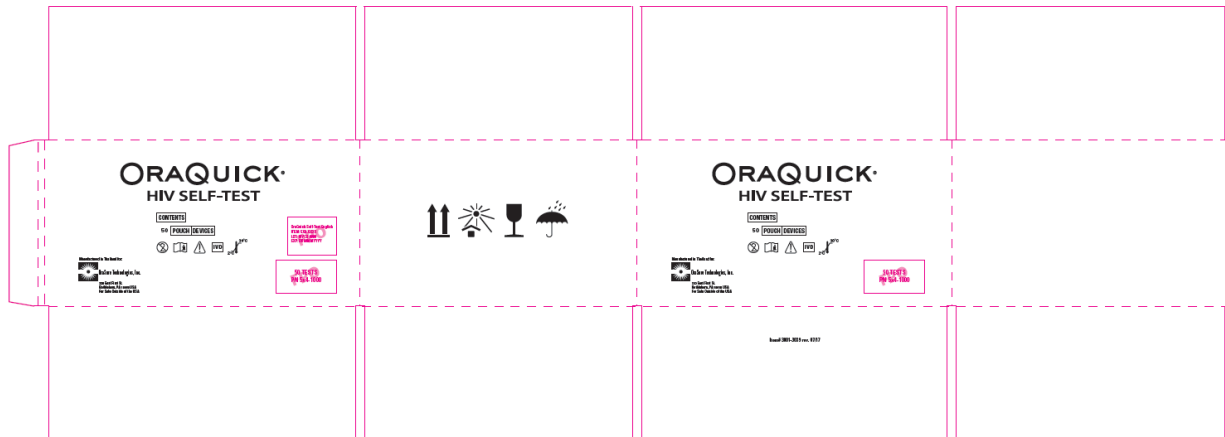 ORAQUICK®
HIV SELF-TEST
CONTENTS
50 POUCH DEVICES
IVD
Manufactured in Thailand for:
OraSure Technologies, Inc.
For Sale Outside of the USA
50 TESTS
ORAQUICK®
HIV SELF-TEST
CONTENTS
50 POUCH DEVICES
IVD
Manufactured in Thailand for:
OraSure Technologies, Inc.
For Sale Outside of the USA
50 TESTS